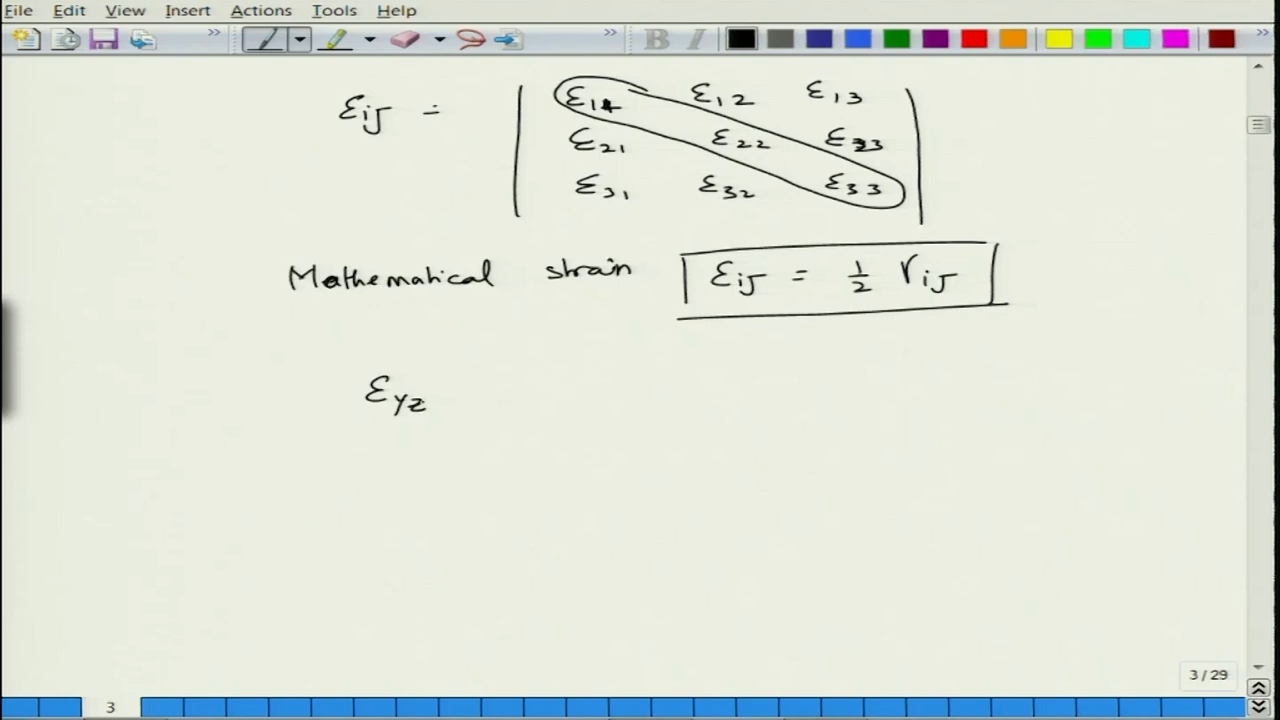 File Edit View Insert Actions Tools Help
B I
εij =
ε11 ε12 ε13
ε21 ε22 ε23
ε31 ε32 ε33
Mathematical strain εij = 1/2 γij
εyz
3 / 29
3